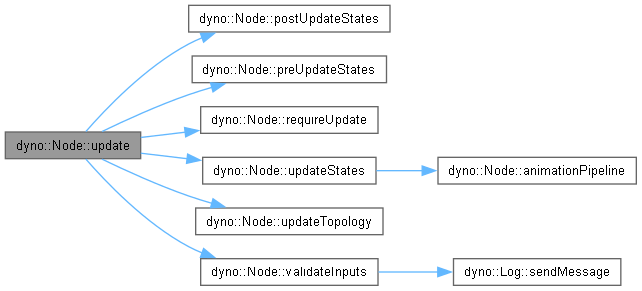 dyno::Node::postUpdateStates
dyno::Node::preUpdateStates
dyno::Node::requireUpdate
dyno::Node::update
dyno::Node::updateStates
dyno::Node::animationPipeline
dyno::Node::updateTopology
dyno::Node::validateInputs
dyno::Log::sendMessage